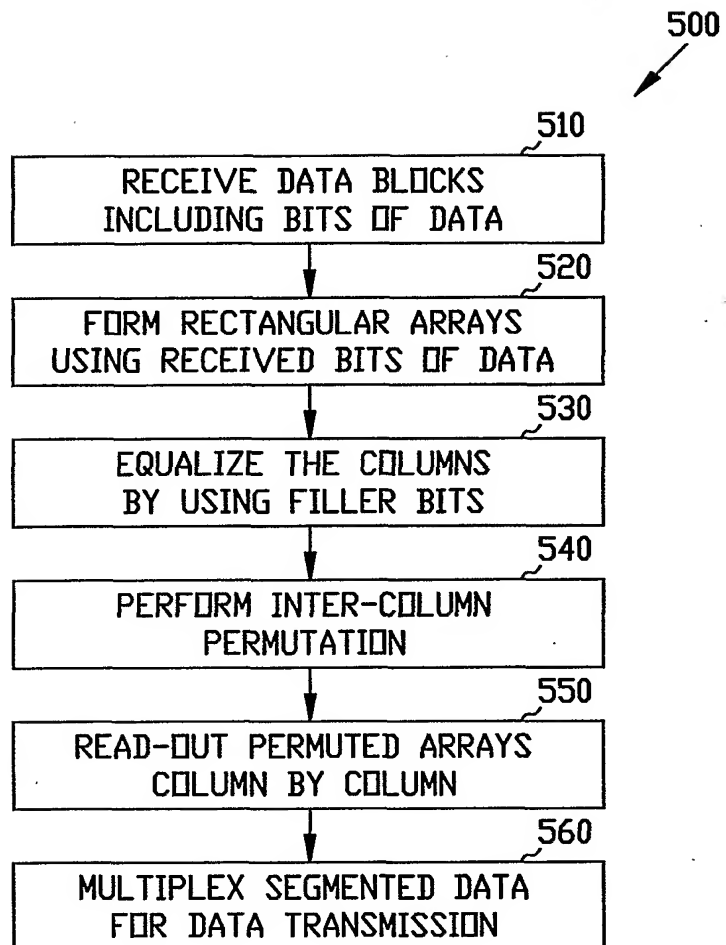 500
510
RECEIVE DATA BLOCKS
INCLUDING BITS OF DATA
520
FORM RECTANGULAR ARRAYS
USING RECEIVED BITS OF DATA
530
EQUALIZE THE COLUMNS
BY USING FILLER BITS
540
PERFORM INTER-COLUMN
PERMUTATION
550
READ-OUT PERMUTED ARRAYS
COLUMN BY COLUMN
560
MULTIPLEX SEGMENTED DATA
FOR DATA TRANSMISSION